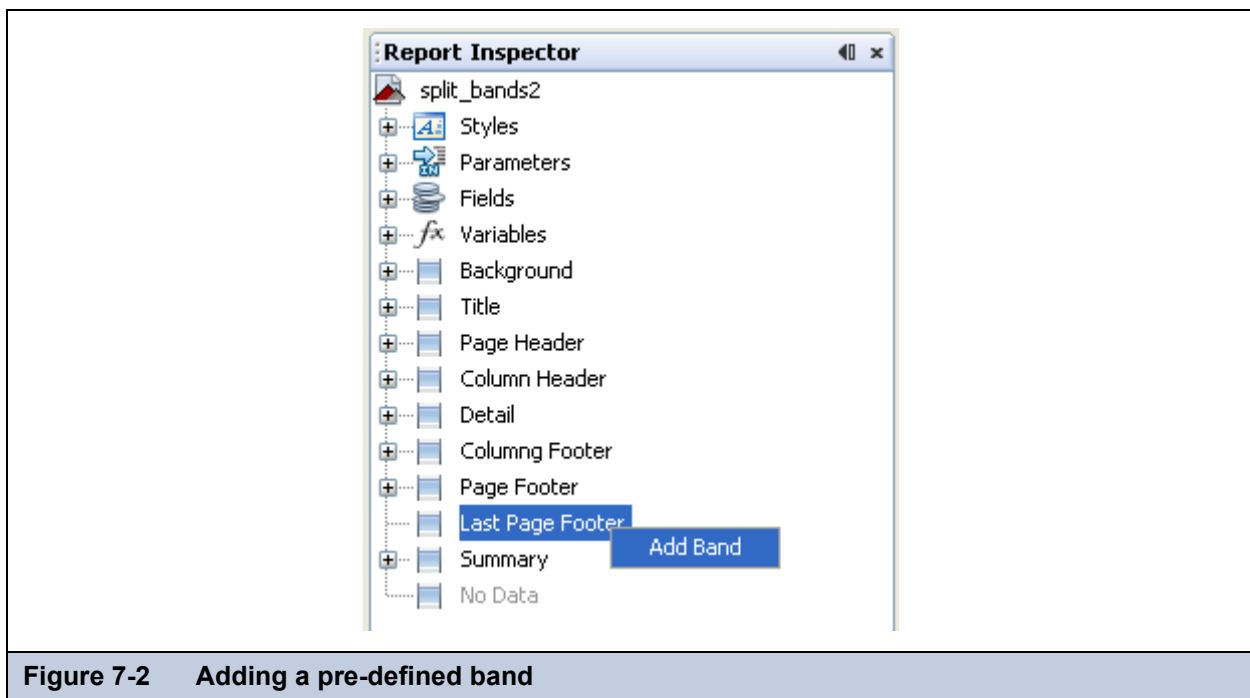 Report Inspector
split_bands2
Styles
Parameters
Fields
Variables
Background
Title
Page Header
Column Header
Detail
Columng Footer
Page Footer
Last Page Footer
Add Band
Summary
No Data
Figure 7-2 Adding a pre-defined band